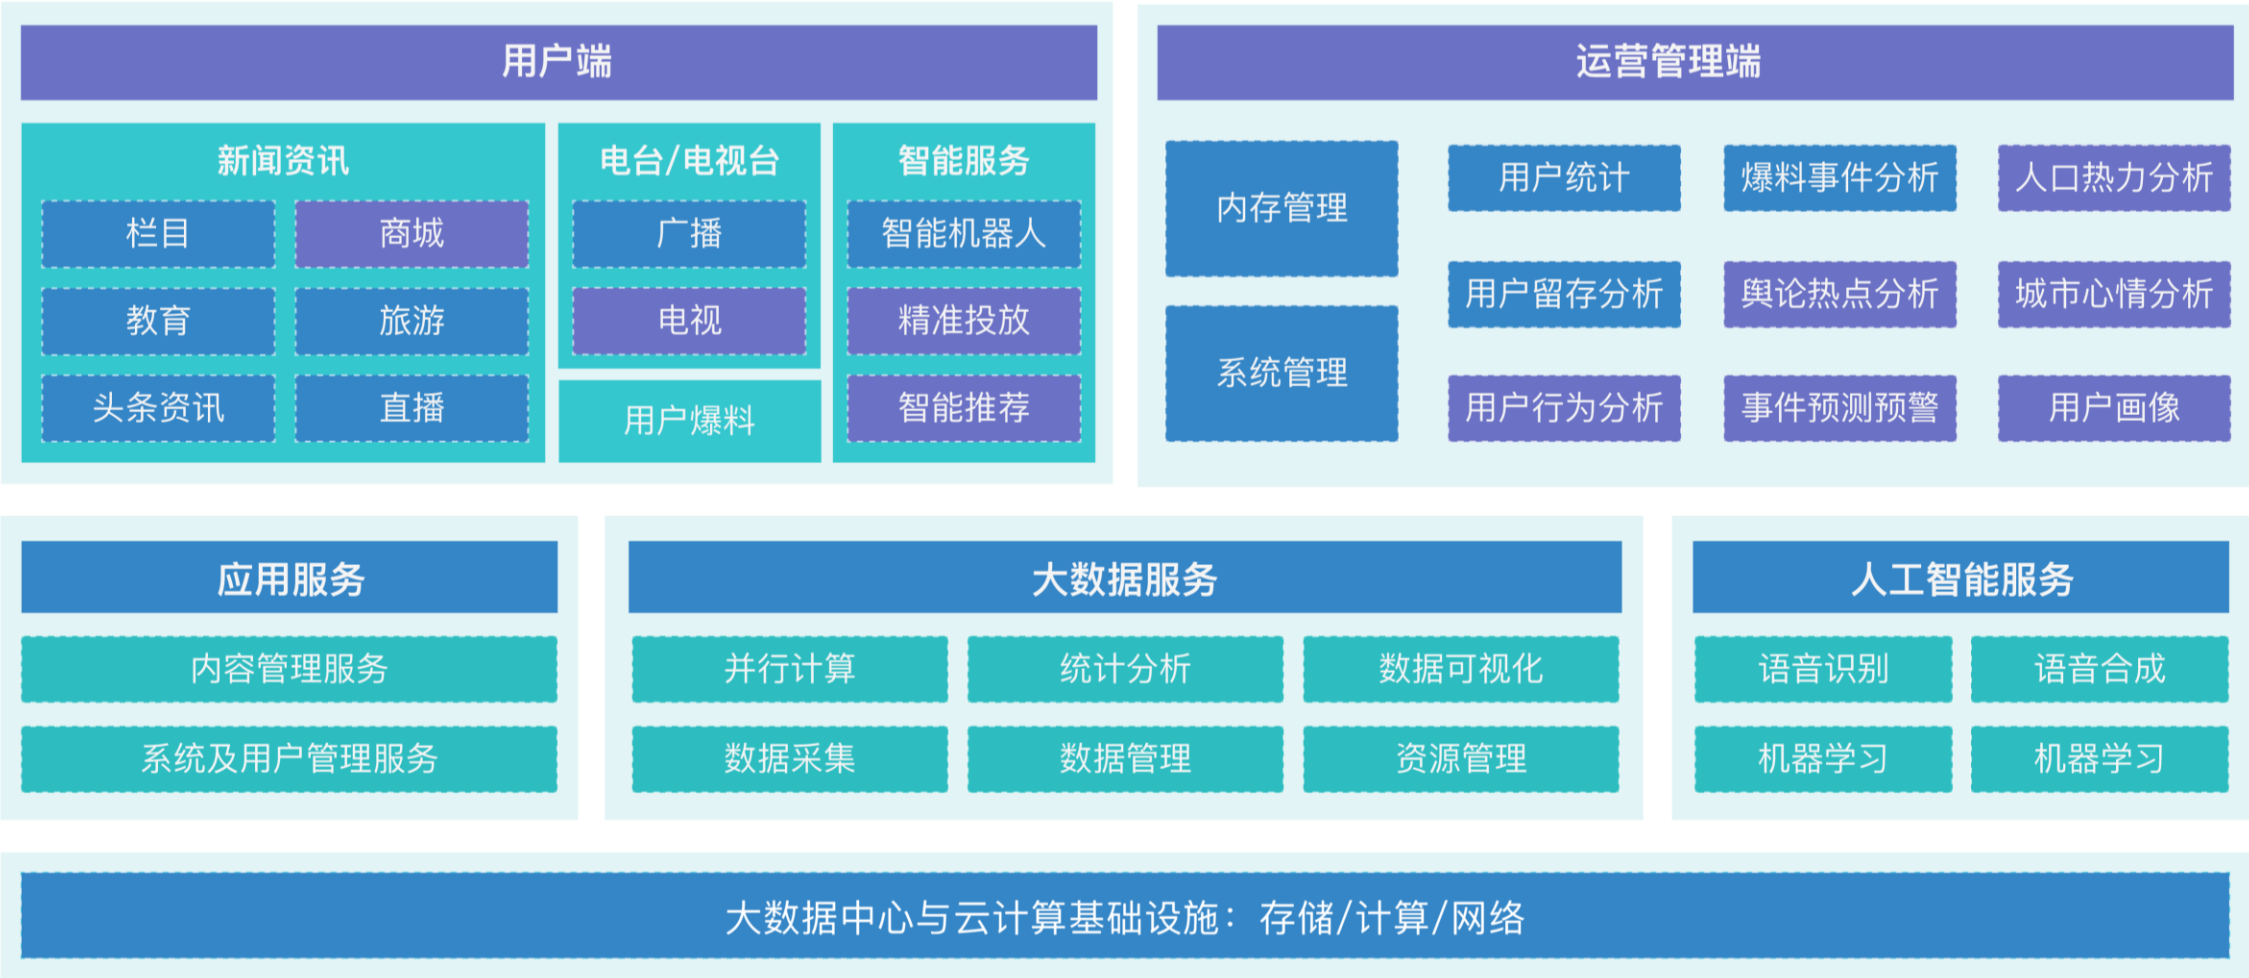 用户端
新闻资讯
栏目
商城
教育
旅游
头条资讯
直播
电台/电视台
广播
电视
用户爆料
智能服务
智能机器人
精准投放
智能推荐
运营管理端
内存管理
系统管理
用户统计
爆料事件分析
人口热力分析
用户留存分析
舆论热点分析
城市心情分析
用户行为分析
事件预测预警
用户画像
应用服务
内容管理服务
系统及用户管理服务
大数据服务
并行计算
统计分析
数据可视化
数据采集
数据管理
资源管理
人工智能服务
语音识别
语音合成
机器学习
机器学习
大数据中心与云计算基础设施：存储/计算/网络